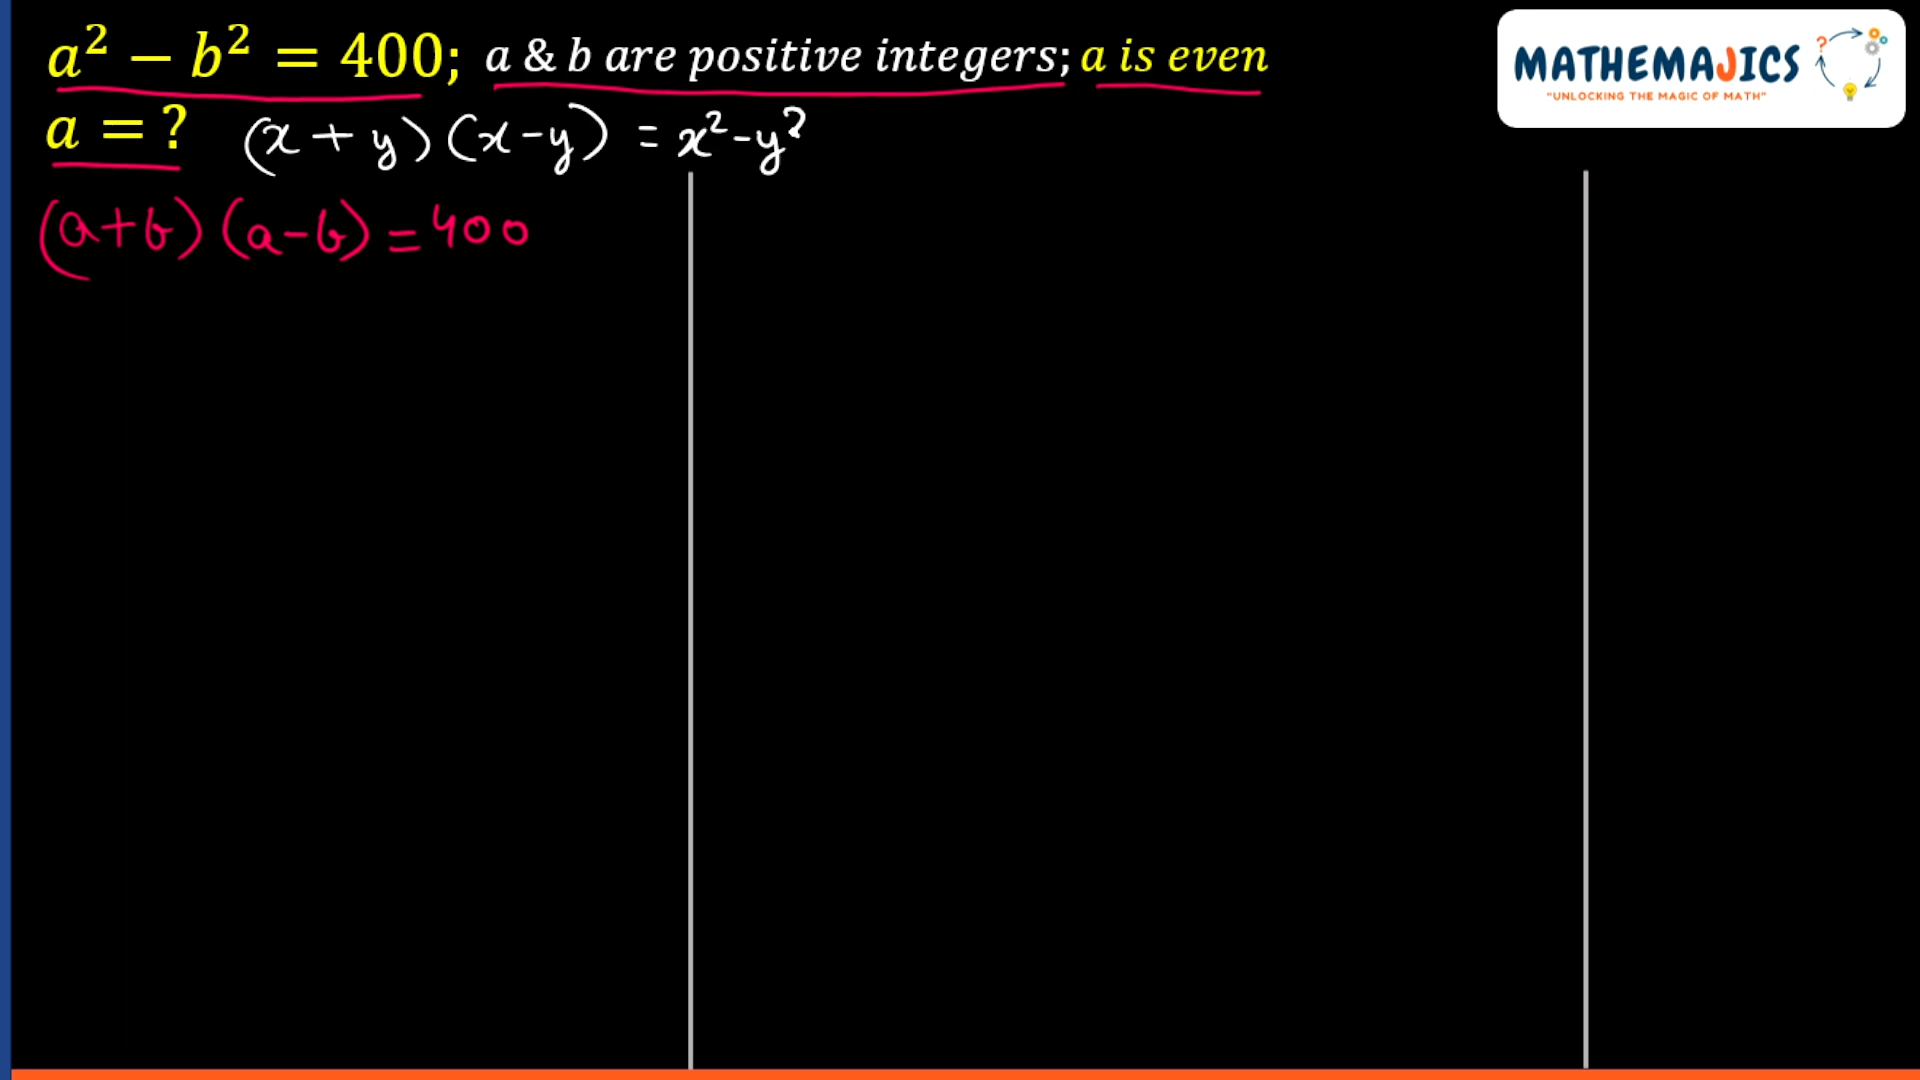 a² − b² = 400; a & b are positive integers; a is even
MATHEMAJICS
"UNLOCKING THE MAGIC OF MATH"
a = ? (x + y) (x - y) = x² - y²
(a + b) (a - b) = 400